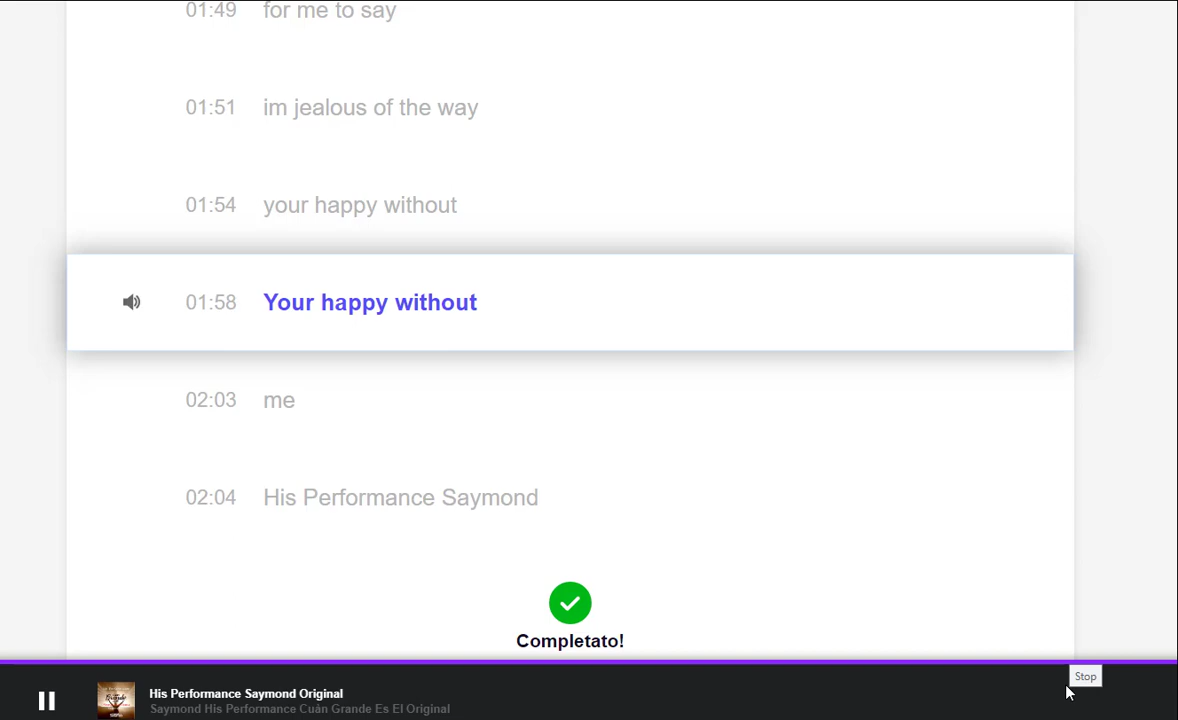 01:49 for me to say
01:51 im jealous of the way
01:54 your happy without
01:58 Your happy without
02:03 me
02:04 His Performance Saymond
Completato!
Stop
His Performance Saymond Original
Saymond His Performance Cuán Grande Es El Original